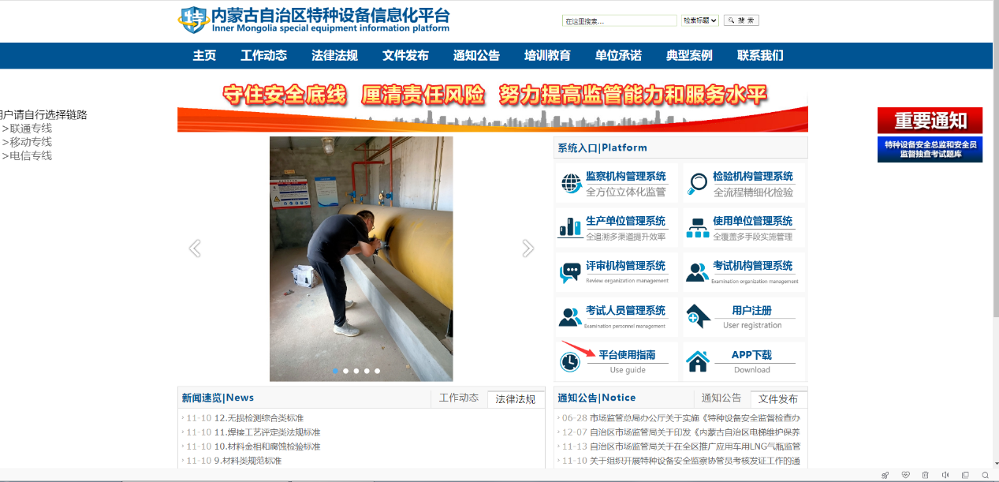 内蒙古自治区特种设备信息化平台
Inner Mongolia special equipment information platform
在这里搜索...
检索标题
搜 索
主页 工作动态 法律法规 文件发布 通知公告 培训教育 单位承诺 典型案例 联系我们
守住安全底线 厘清责任风险 努力提高监管能力和服务水平
用户请自行选择链路
>联通专线
>移动专线
>电信专线
重要通知
特种设备安全总监和安全员
监督抽查考试题库
系统入口|Platform
监察机构管理系统
全方位立体化监管
检验机构管理系统
全流程精细化检验
生产单位管理系统
全追溯多渠道提升效率
使用单位管理系统
全覆盖多手段实施管理
评审机构管理系统
Review organization management
考试机构管理系统
Examination organization management
考试人员管理系统
Examination personnel management
用户注册
User registration
平台使用指南
Use guide
APP下载
Download
新闻速览|News
工作动态
法律法规
11-10 12.无损检测综合类标准
11-10 11.焊接工艺评定类法规标准
11-10 10.材料金相和腐蚀检验标准
11-10 9.材料类规范标准
通知公告|Notice
通知公告
文件发布
06-28 市场监管总局办公厅关于实施《特种设备安全监督检查办
12-07 自治区市场监管局关于印发《内蒙古自治区电梯维护保养
11-13 自治区市场监管局关于在全区推广应用车用LNG气瓶监管
11-10 关于组织开展特种设备安全监察协管员考核发证工作的通